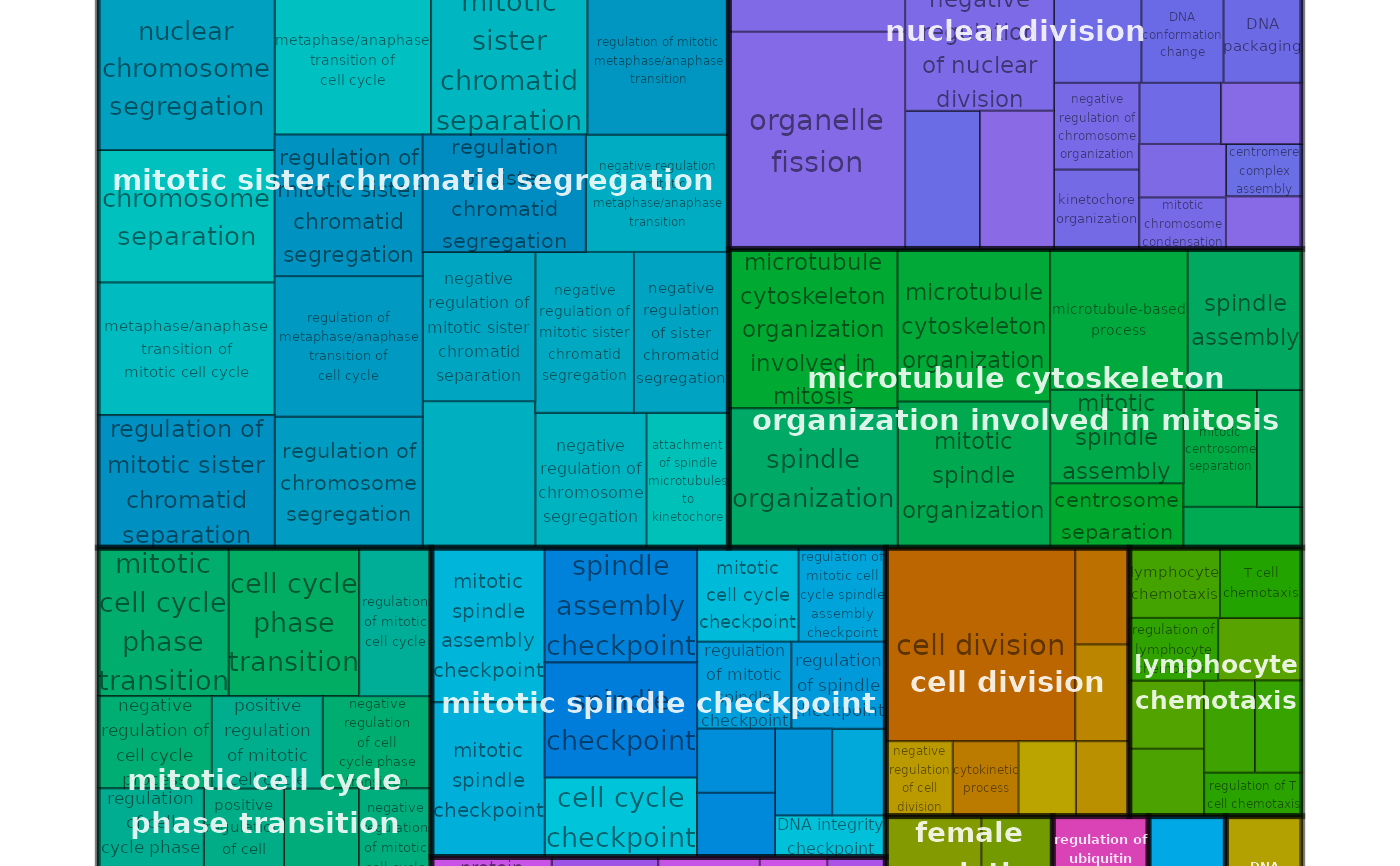 nuclear
chromosome
segregation
metaphase/anaphase
transition of
cell cycle
mitotic
sister
chromatid
separation
regulation of mitotic
metaphase/anaphase
transition
chromosome
separation
regulation of
mitotic sister
chromatid
segregation
regulation
of sister
chromatid
segregation
negative regulation
metaphase/anaphase
transition
mitotic sister chromatid segregation
metaphase/anaphase
transition of
mitotic cell cycle
regulation of
metaphase/anaphase
transition of
cell cycle
negative
regulation of
mitotic sister
chromatid
separation
negative
regulation of
mitotic sister
chromatid
segregation
negative
regulation
of sister
chromatid
segregation
regulation of
mitotic sister
chromatid
separation
regulation of
chromosome
segregation
negative
regulation of
chromosome
segregation
attachment
of spindle
microtubules
to
kinetochore
nuclear division
organelle
fission
negative
regulation
of nuclear
division
DNA
conformation
change
DNA
packaging
negative
regulation of
chromosome
organization
centromere
complex
assembly
kinetochore
organization
mitotic
chromosome
condensation
microtubule
cytoskeleton
organization
involved in
mitosis
microtubule
cytoskeleton
organization
microtubule-based
process
spindle
assembly
microtubule cytoskeleton
organization involved in mitosis
spindle
organization
mitotic
spindle
organization
mitotic
spindle
assembly
mitotic
centrosome
separation
centrosome
separation
mitotic
cell cycle
phase
transition
cell cycle
phase
transition
regulation
of mitotic
cell cycle
negative
regulation of
cell cycle
process
positive
regulation
of mitotic
cell cycle
negative
regulation
of cell
cycle phase
transition
mitotic cell cycle
phase transition
regulation
of cell
cycle phase
positive
regulation
of cell
negative
regulation
of mitotic
cell cycle
mitotic
spindle
assembly
checkpoint
spindle
assembly
checkpoint
mitotic
cell cycle
checkpoint
regulation of
mitotic cell
cycle spindle
assembly
checkpoint
spindle
checkpoint
regulation
of mitotic
spindle
checkpoint
regulation
of spindle
checkpoint
mitotic spindle checkpoint
mitotic
spindle
checkpoint
cell cycle
checkpoint
DNA integrity
checkpoint
protein
cell division
cell division
negative
regulation
of cell
division
cytokinetic
process
lymphocyte
chemotaxis
T cell
chemotaxis
regulation of
lymphocyte
lymphocyte
chemotaxis
regulation of T
cell chemotaxis
female
regulation of
ubiquitin
DNA